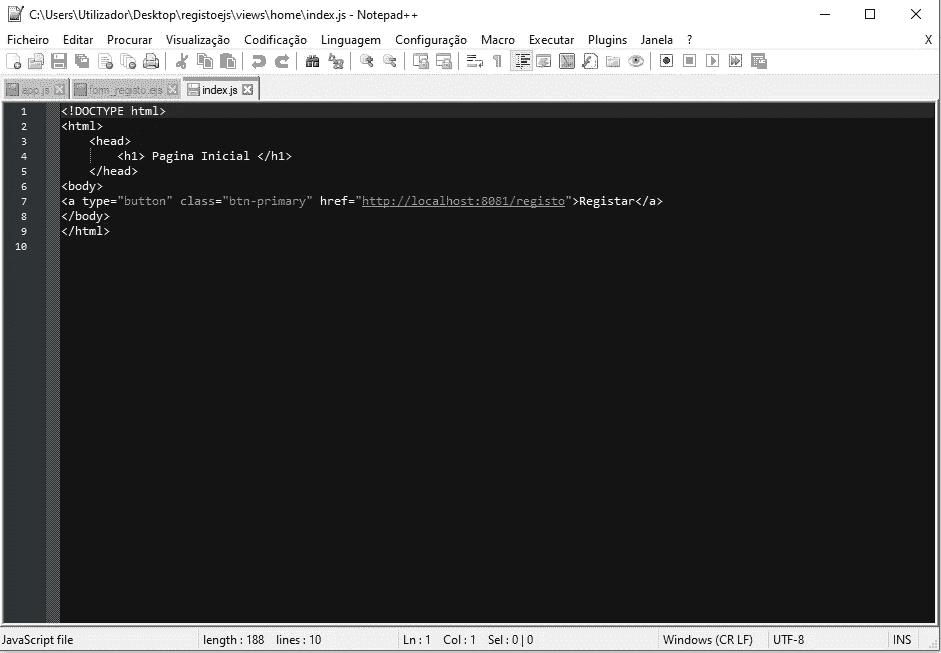 C:\Users\Utilizador\Desktop\registoejs\views\home\index.js - Notepad++
Ficheiro Editar Procurar Visualização Codificação Linguagem Configuração Macro Executar Plugins Janela ? X
app.js form_registo.ejs index.js
1 <!DOCTYPE html>
2 <html>
3 <head>
4 <h1> Pagina Inicial </h1>
5 </head>
6 <body>
7 <a type="button" class="btn-primary" href="http://localhost:8081/registo">Registar</a>
8 </body>
9 </html>
10
JavaScript file length : 188 lines : 10 Ln : 1 Col : 1 Sel : 0 | 0 Windows (CR LF) UTF-8 INS